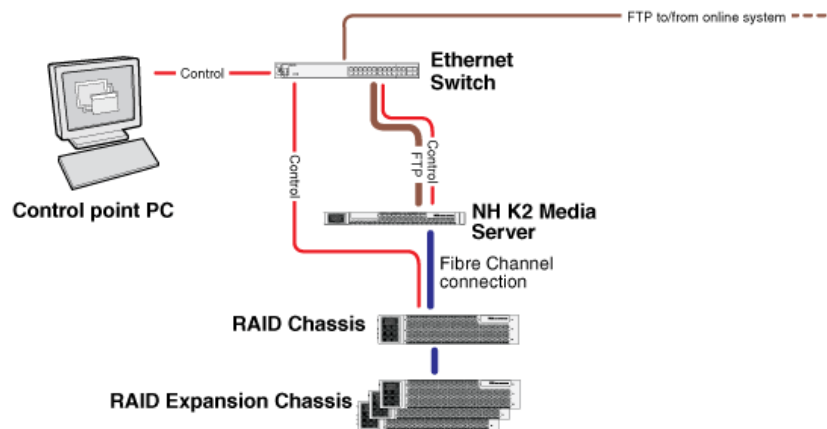 FTP to/from online system
Ethernet
Switch
Control
Control
FTP
Control
Control point PC
NH K2 Media
Server
Fibre Channel
connection
RAID Chassis
RAID Expansion Chassis